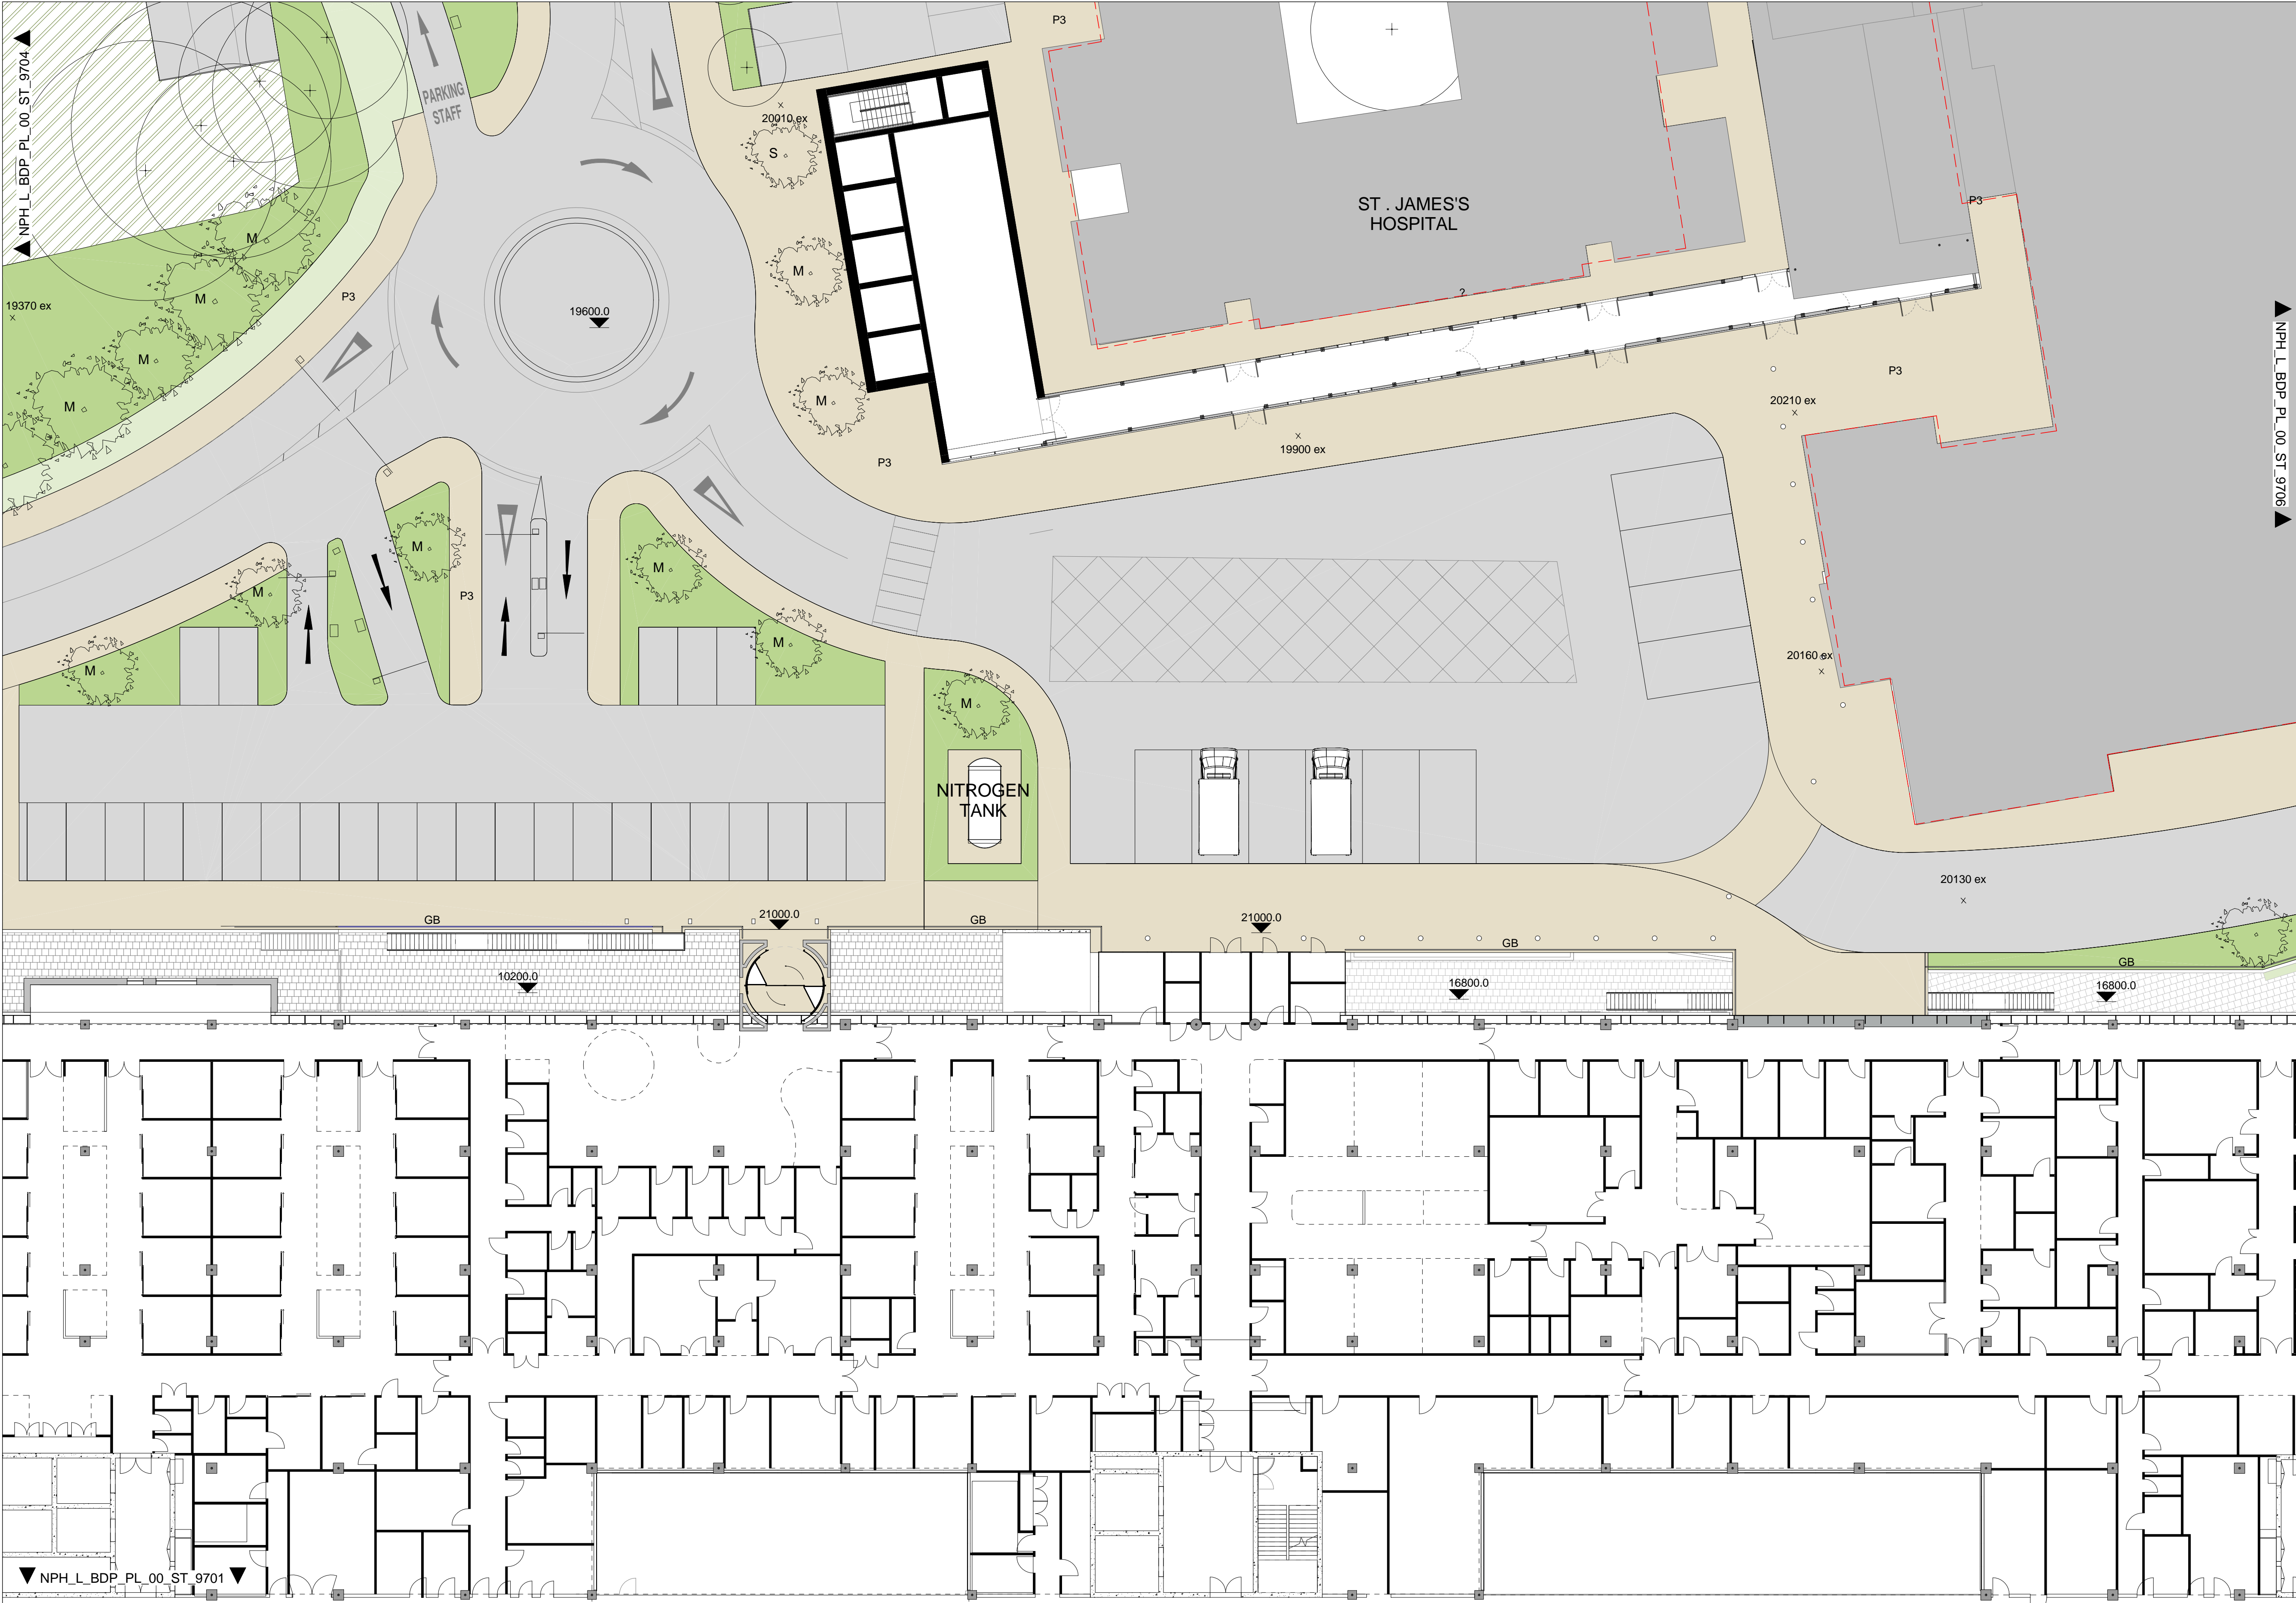 NPH_L_BDP_PL_00_ST_9704
PARKING
STAFF
P3
20010 ex
S
ST . JAMES'S
HOSPITAL
P3
M
M
P3
M
19600.0
19370 ex
M
?
NPH_L_BDP_PL_00_ST_9706
M
M
P3
20210 ex
P3
19900 ex
M
M
M
P3
M
M
20160 ex
M
M
NITROGEN
TANK
20130 ex
GB
21000.0
GB
21000.0
GB
GB
10200.0
16800.0
16800.0
NPH_L_BDP_PL_00_ST_9701